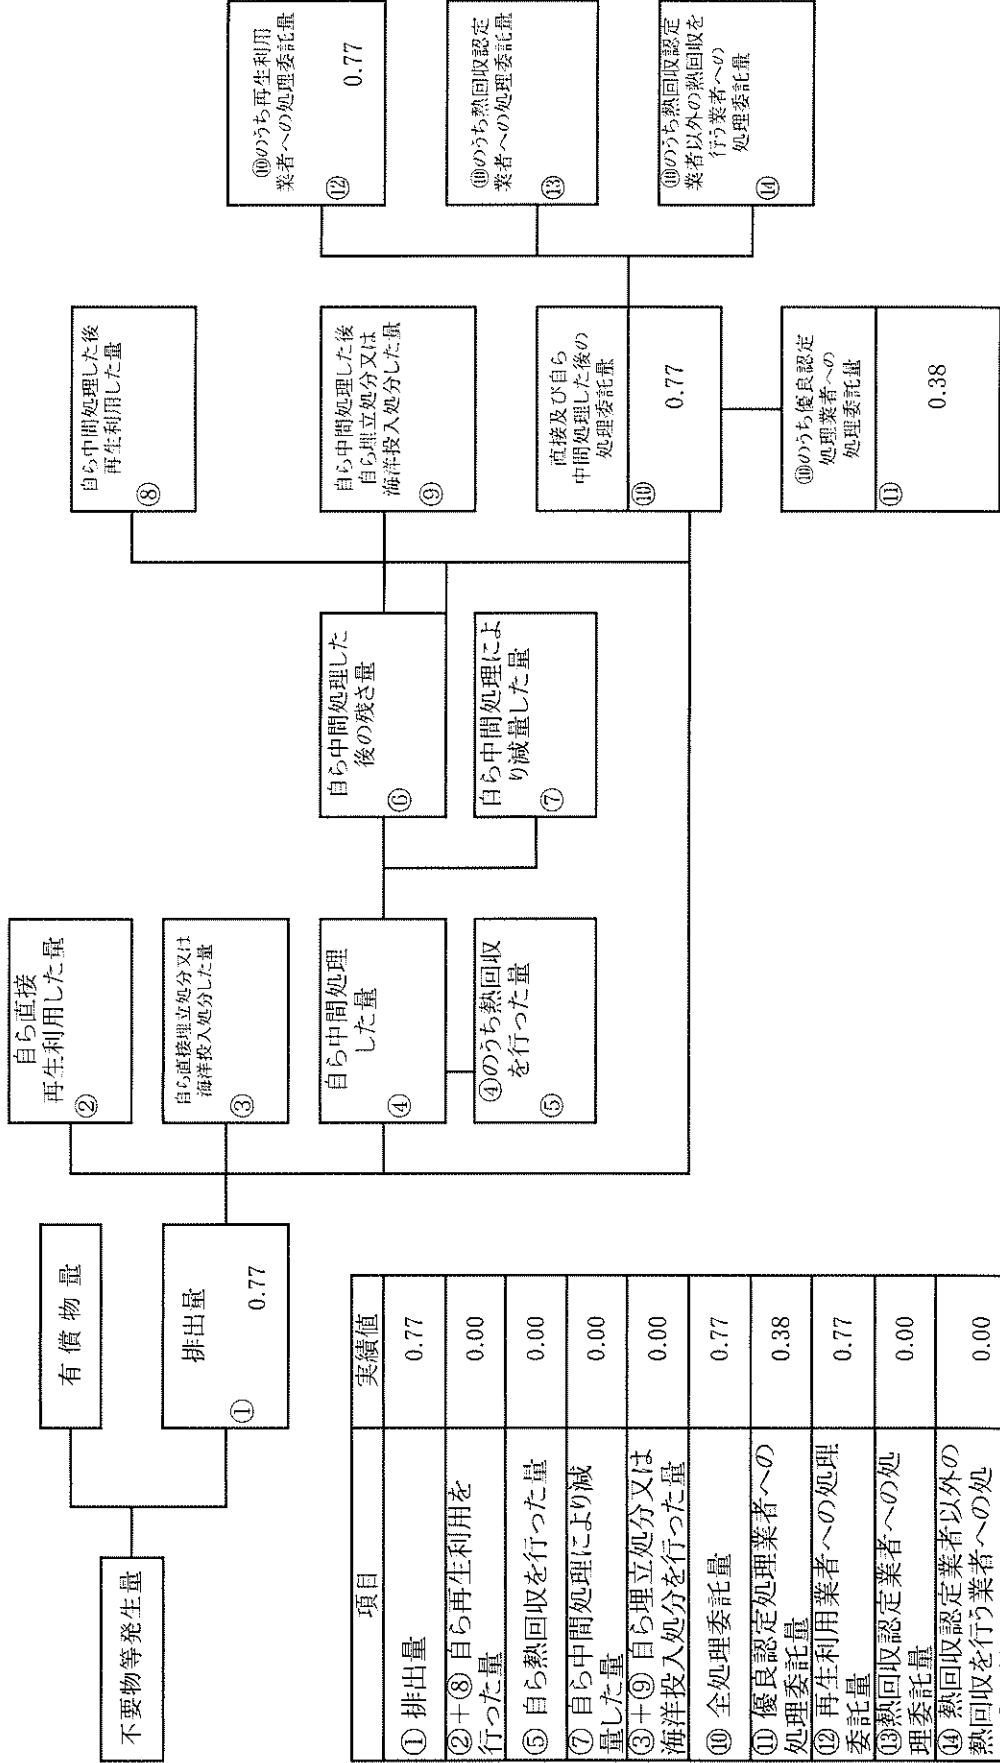 不要物等発生量
有償物量
排出量
①
0.77
自ら直接
再生利用した量
②
自ら直接埋立処分又は
海洋投入処分した量
③
自ら中間処理
した量
④
④のうち熱回収
を行った量
⑤
自ら中間処理した
後の残さ量
⑥
自ら中間処理によ
り減量した量
⑦
自ら中間処理した後
再生利用した量
⑧
自ら中間処理した後
自ら埋立処分又は
海洋投入処分した量
⑨
直接及び自ら
中間処理した後の
処理委託量
⑩
0.77
⑩のうち優良認定
処理業者への
処理委託量
⑪
0.38
⑩のうち再生利用
業者への処理委託量
⑫
0.77
⑩のうち熱回収認定
業者への処理委託量
⑬
⑩のうち熱回収認定
業者以外の熱回収を
行う業者への
処理委託量
⑭
項目 実績値
①排出量 0.77
②+⑧ 自ら再生利用を
行った量 0.00
⑤ 自ら熱回収を行った量 0.00
⑦ 自ら中間処理により減
量した量 0.00
③+⑨ 自ら埋立処分又は
海洋投入処分を行った量 0.00
⑩ 全処理委託量 0.77
⑪ 優良認定処理業者への
処理委託量 0.38
⑫ 再生利用業者への処理
委託量 0.77
⑬熱回収認定業者への処
理委託量 0.00
⑭ 熱回収認定業者以外の
熱回収を行う業者への処 0.00